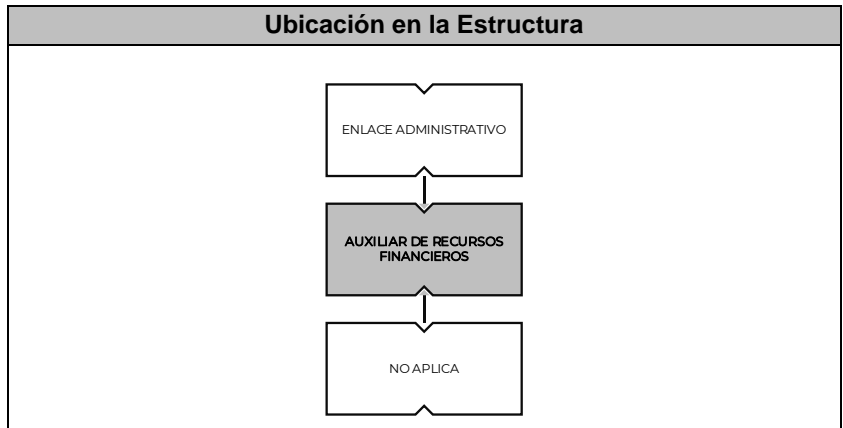 Ubicación en la Estructura
ENLACE ADMINISTRATIVO
AUXILIAR DE RECURSOS
FINANCIEROS
NO APLICA